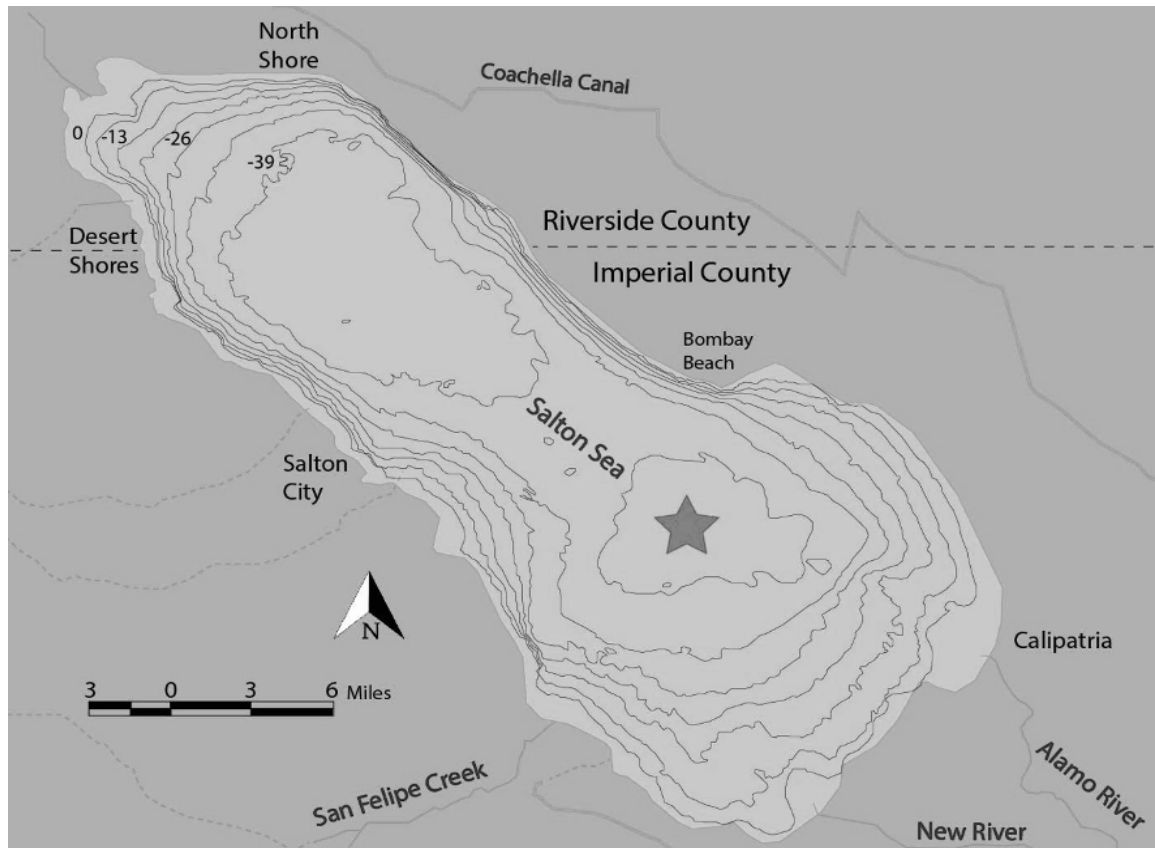 North
Shore
Coachella Canal
0
-13
-26
-39
Riverside County
Desert
Shores
Imperial County
Bombay
Beach
Salton Sea
Salton
City
N
Calipatria
3 0 3 6 Miles
Alamo River
San Felipe Creek
New River